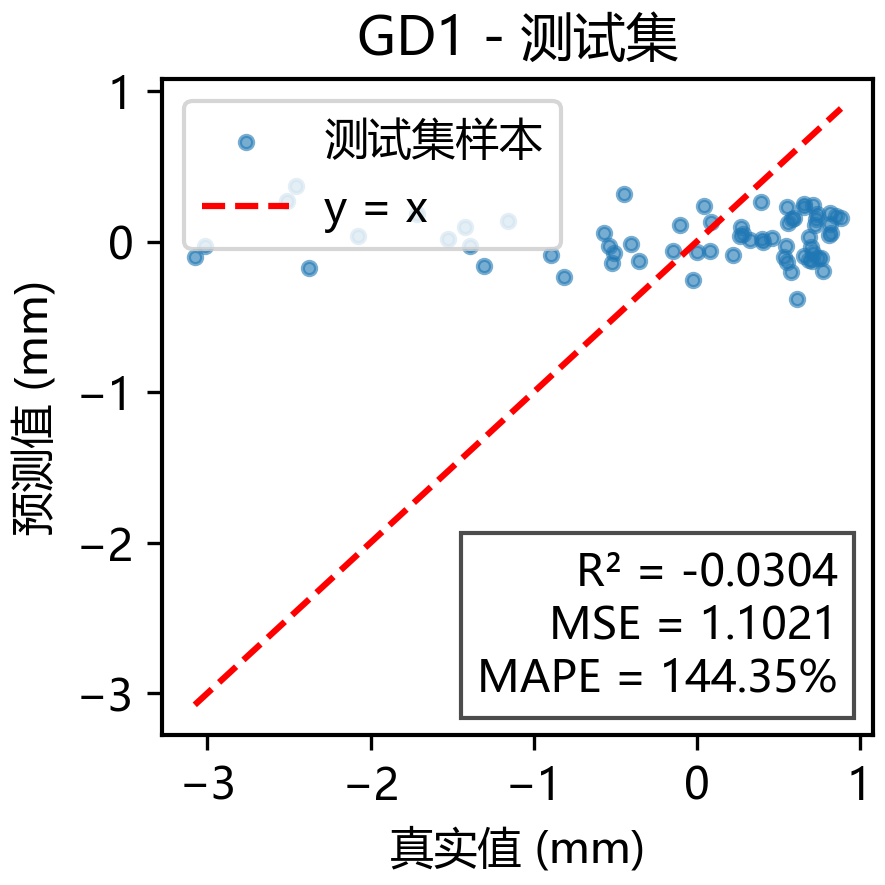 GD1 - 测试集
测试集样本
y = x
1
0
−1
−2
−3
预测值 (mm)
R² = -0.0304
MSE = 1.1021
MAPE = 144.35%
−3
−2
−1
0
1
真实值 (mm)